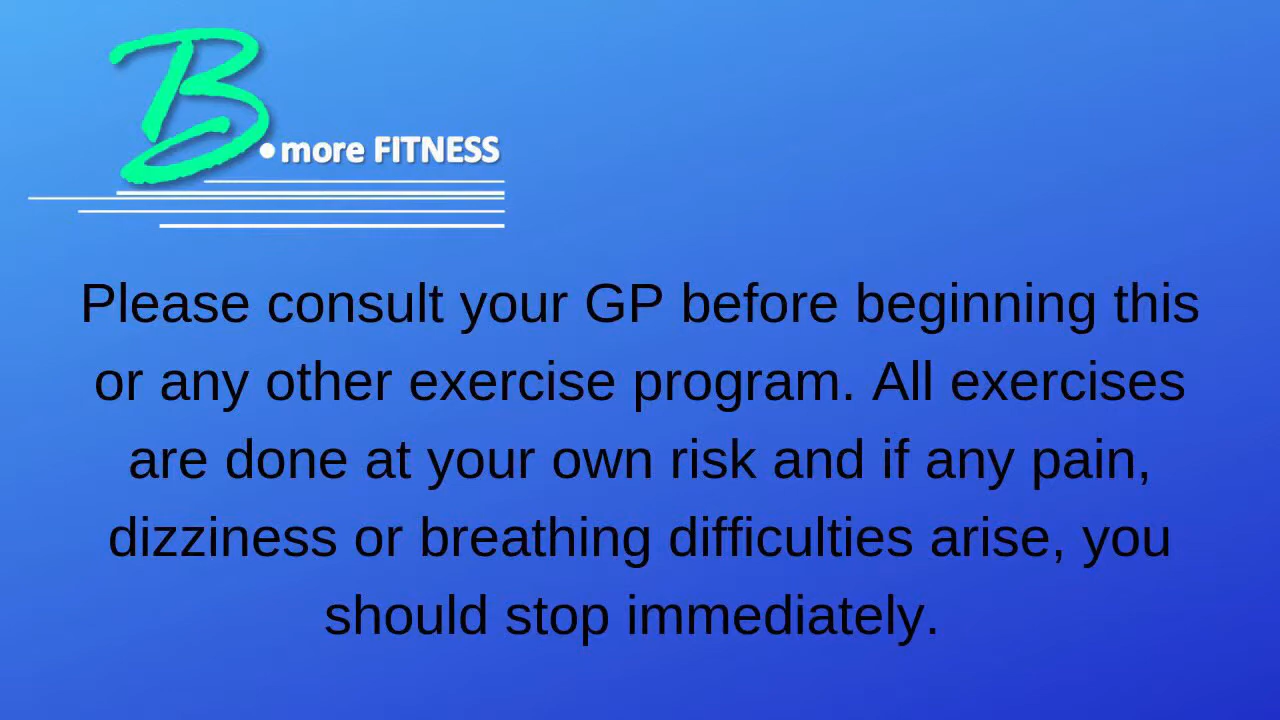 B.more FITNESS
Please consult your GP before beginning this
or any other exercise program. All exercises
are done at your own risk and if any pain,
dizziness or breathing difficulties arise, you
should stop immediately.